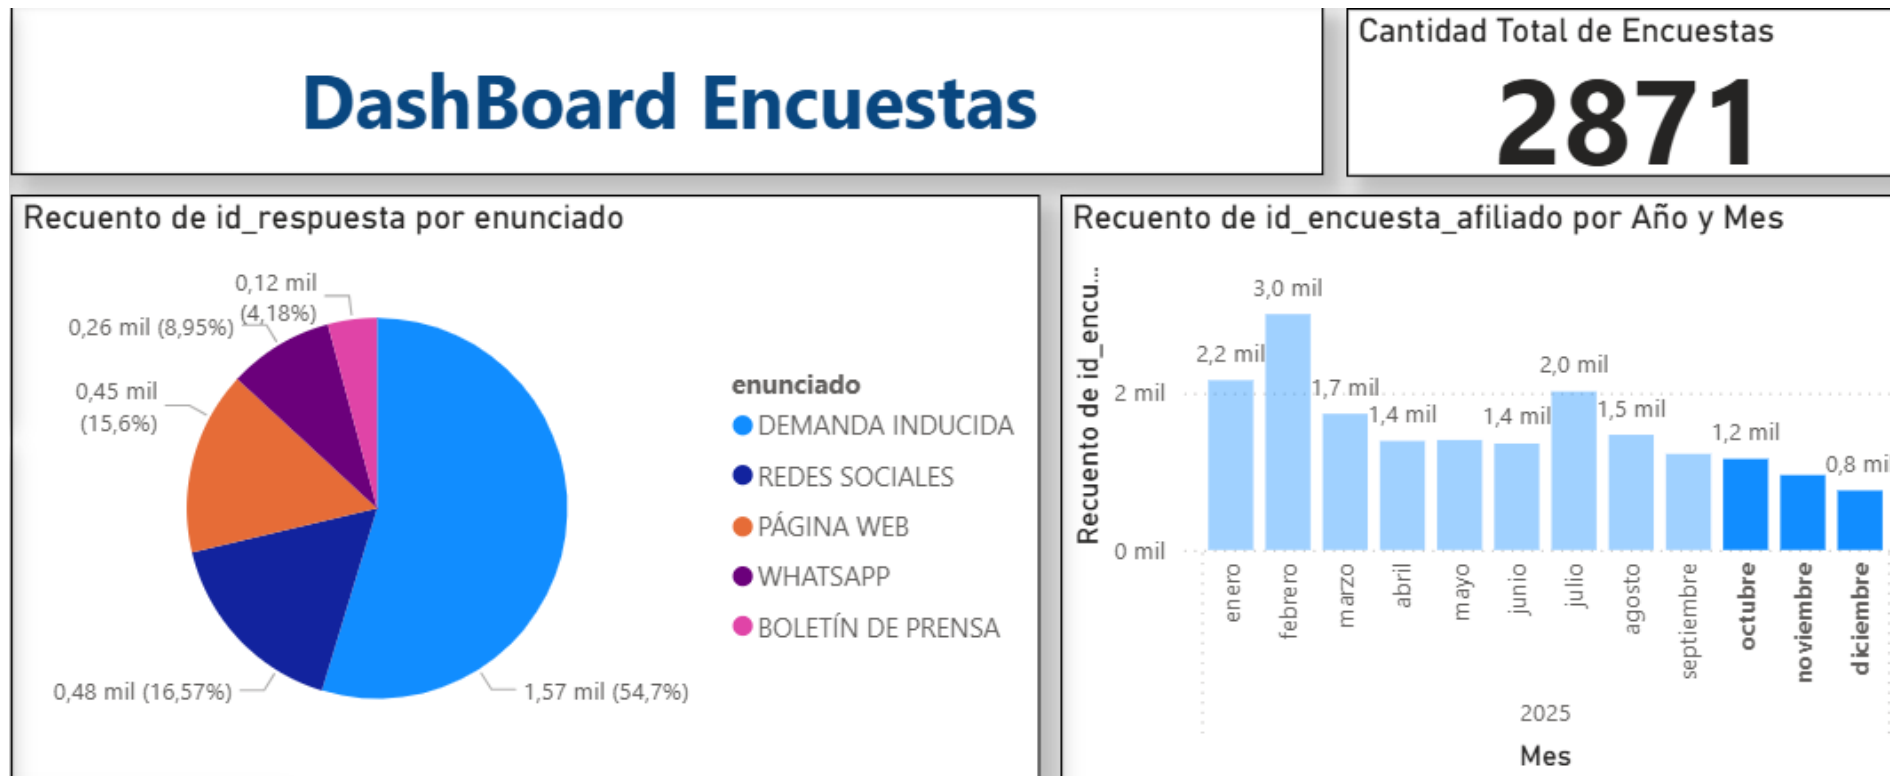 DashBoard Encuestas
Cantidad Total de Encuestas
2871
Recuento de id_respuesta por enunciado
0,12 mil
(4,18%)
0,26 mil (8,95%)
0,45 mil
(15,6%)
0,48 mil (16,57%)
1,57 mil (54,7%)
enunciado
DEMANDA INDUCIDA
REDES SOCIALES
PÁGINA WEB
WHATSAPP
BOLETÍN DE PRENSA
Recuento de id_encuesta_afiliado por Año y Mes
Recuento de id_encu...
2 mil
0 mil
2,2 mil
3,0 mil
1,7 mil
1,4 mil
1,4 mil
2,0 mil
1,5 mil
1,2 mil
0,8 mil
enero
febrero
marzo
abril
mayo
junio
julio
agosto
septiembre
octubre
noviembre
diciembre
2025
Mes